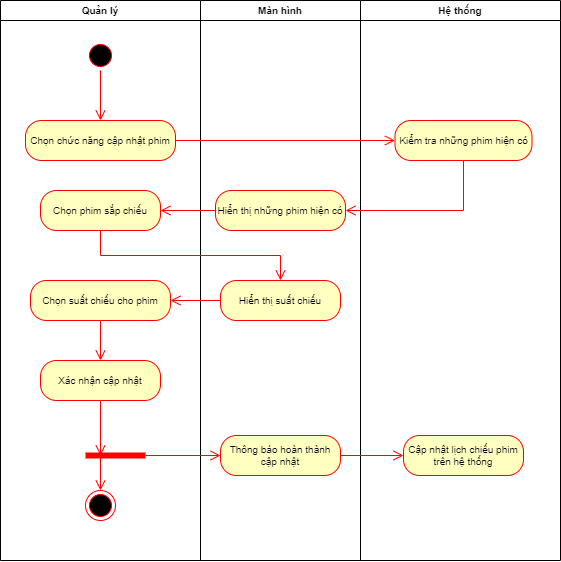 Quản lý
Màn hình
Hệ thống
Chọn chức năng cập nhật phim
Kiểm tra những phim hiện có
Chọn phim sắp chiếu
Hiển thị những phim hiện có
Chọn suất chiếu cho phim
Hiển thị suất chiếu
Xác nhận cập nhật
Thông báo hoàn thành
cập nhật
Cập nhật lịch chiếu phim
trên hệ thống